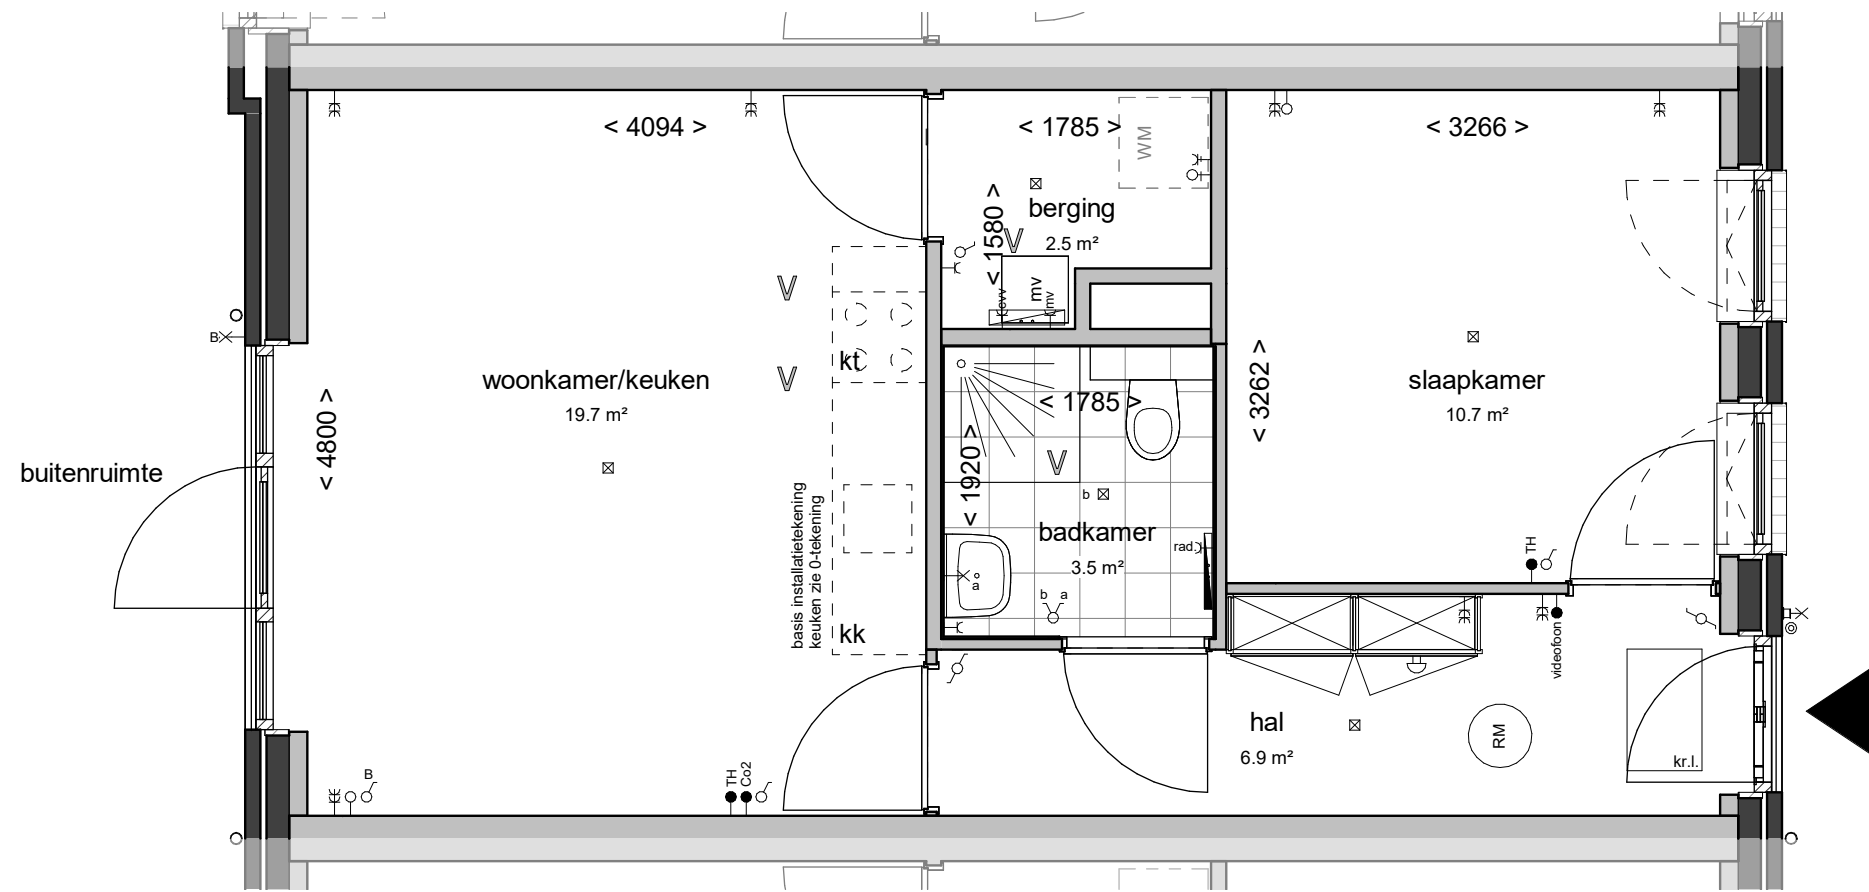 < 4094 >
< 1785 >
WM
< 3266 >
< 1580 >
berging
2.5 m²
V
mv
evv
mv
B
V
kt
V
woonkamer/keuken
19.7 m²
< 4800 >
buitenruimte
basis installatietekening
keuken zie 0-tekening
kk
< 1785 >
< 1920 >
V
b
badkamer
3.5 m²
rad.
a
b a
< 3262 >
slaapkamer
10.7 m²
TH
videofoon
hal
6.9 m²
RM
kr.l.
B
TH
Co2